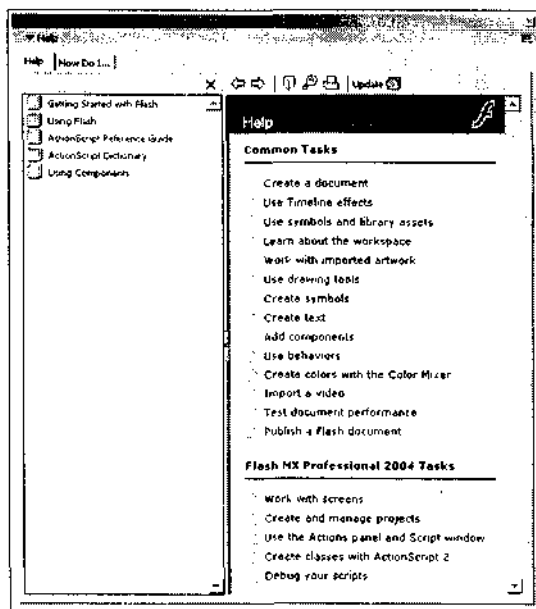 Help
Help
How Do I...
Update
Getting Started with Flash
Using Flash
ActionScript Reference Guide
ActionScript Dictionary
Using Components
Help
Common Tasks
Create a document
Use Timeline effects
Use symbols and library assets
Learn about the workspace
Work with imported artwork
Use drawing tools
Create symbols
Create text
Add components
Use behaviors
Create colors with the Color Mixer
Import a video
Test document performance
Publish a Flash document
Flash MX Professional 2004 Tasks
Work with screens
Create and manage projects
Use the Actions panel and Script window
Create classes with ActionScript 2
Debug your scripts